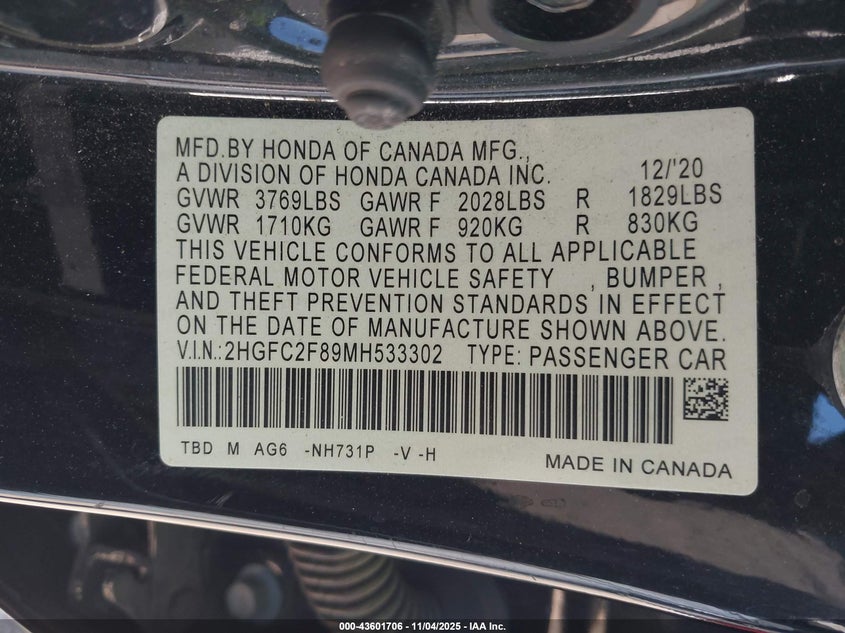 MFD.BY HONDA OF CANADA MFG.,
A DIVISION OF HONDA CANADA INC. 12/'20
GVWR 3769LBS GAWR F 2028LBS R 1829LBS
GVWR 1710KG GAWR F 920KG R 830KG
THIS VEHICLE CONFORMS TO ALL APPLICABLE
FEDERAL MOTOR VEHICLE SAFETY , BUMPER ,
AND THEFT PREVENTION STANDARDS IN EFFECT
ON THE DATE OF MANUFACTURE SHOWN ABOVE.
V.I.N.:2HGFC2F89MH533302 TYPE: PASSENGER CAR
TBD M AG6 -NH731P -V -H
MADE IN CANADA
000-43601706 - 11/04/2025 - IAA Inc.